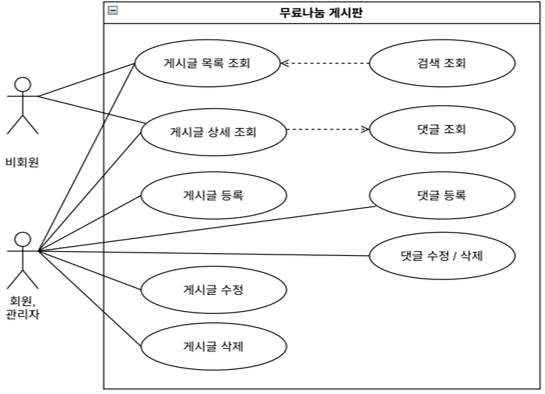 무료나눔 게시판
게시글 목록 조회
검색 조회
게시글 상세 조회
댓글 조회
비회원
게시글 등록
댓글 등록
댓글 수정 / 삭제
회원,
관리자
게시글 수정
게시글 삭제